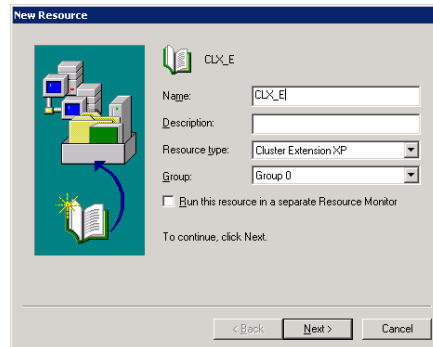 New Resource
CLX_E
Name: CLX_E
Description:
Resource type: Cluster Extension XP
Group: Group 0
Run this resource in a separate Resource Monitor
To continue, click Next.
< Back Next > Cancel